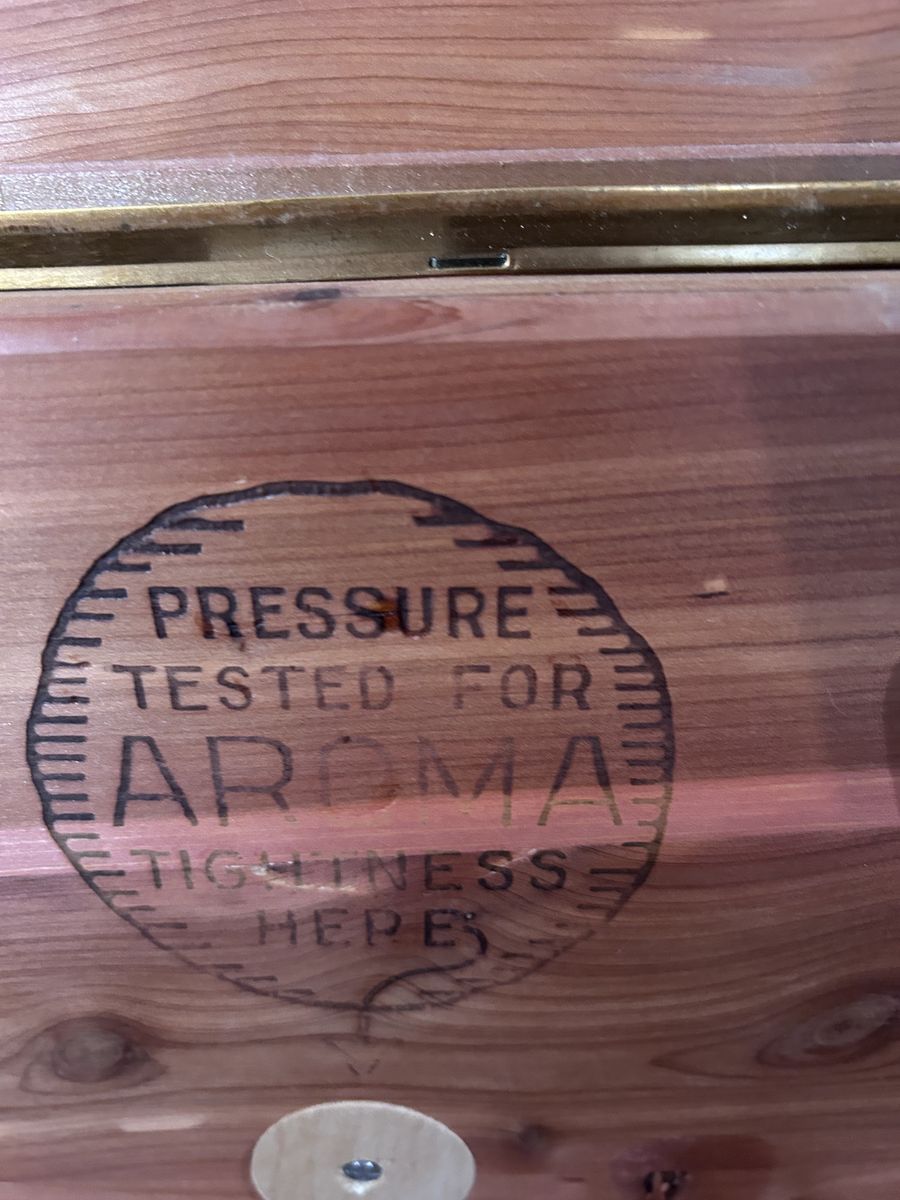 PRESSURE
TESTED FOR
AROMA
TIGHTNESS
HERE